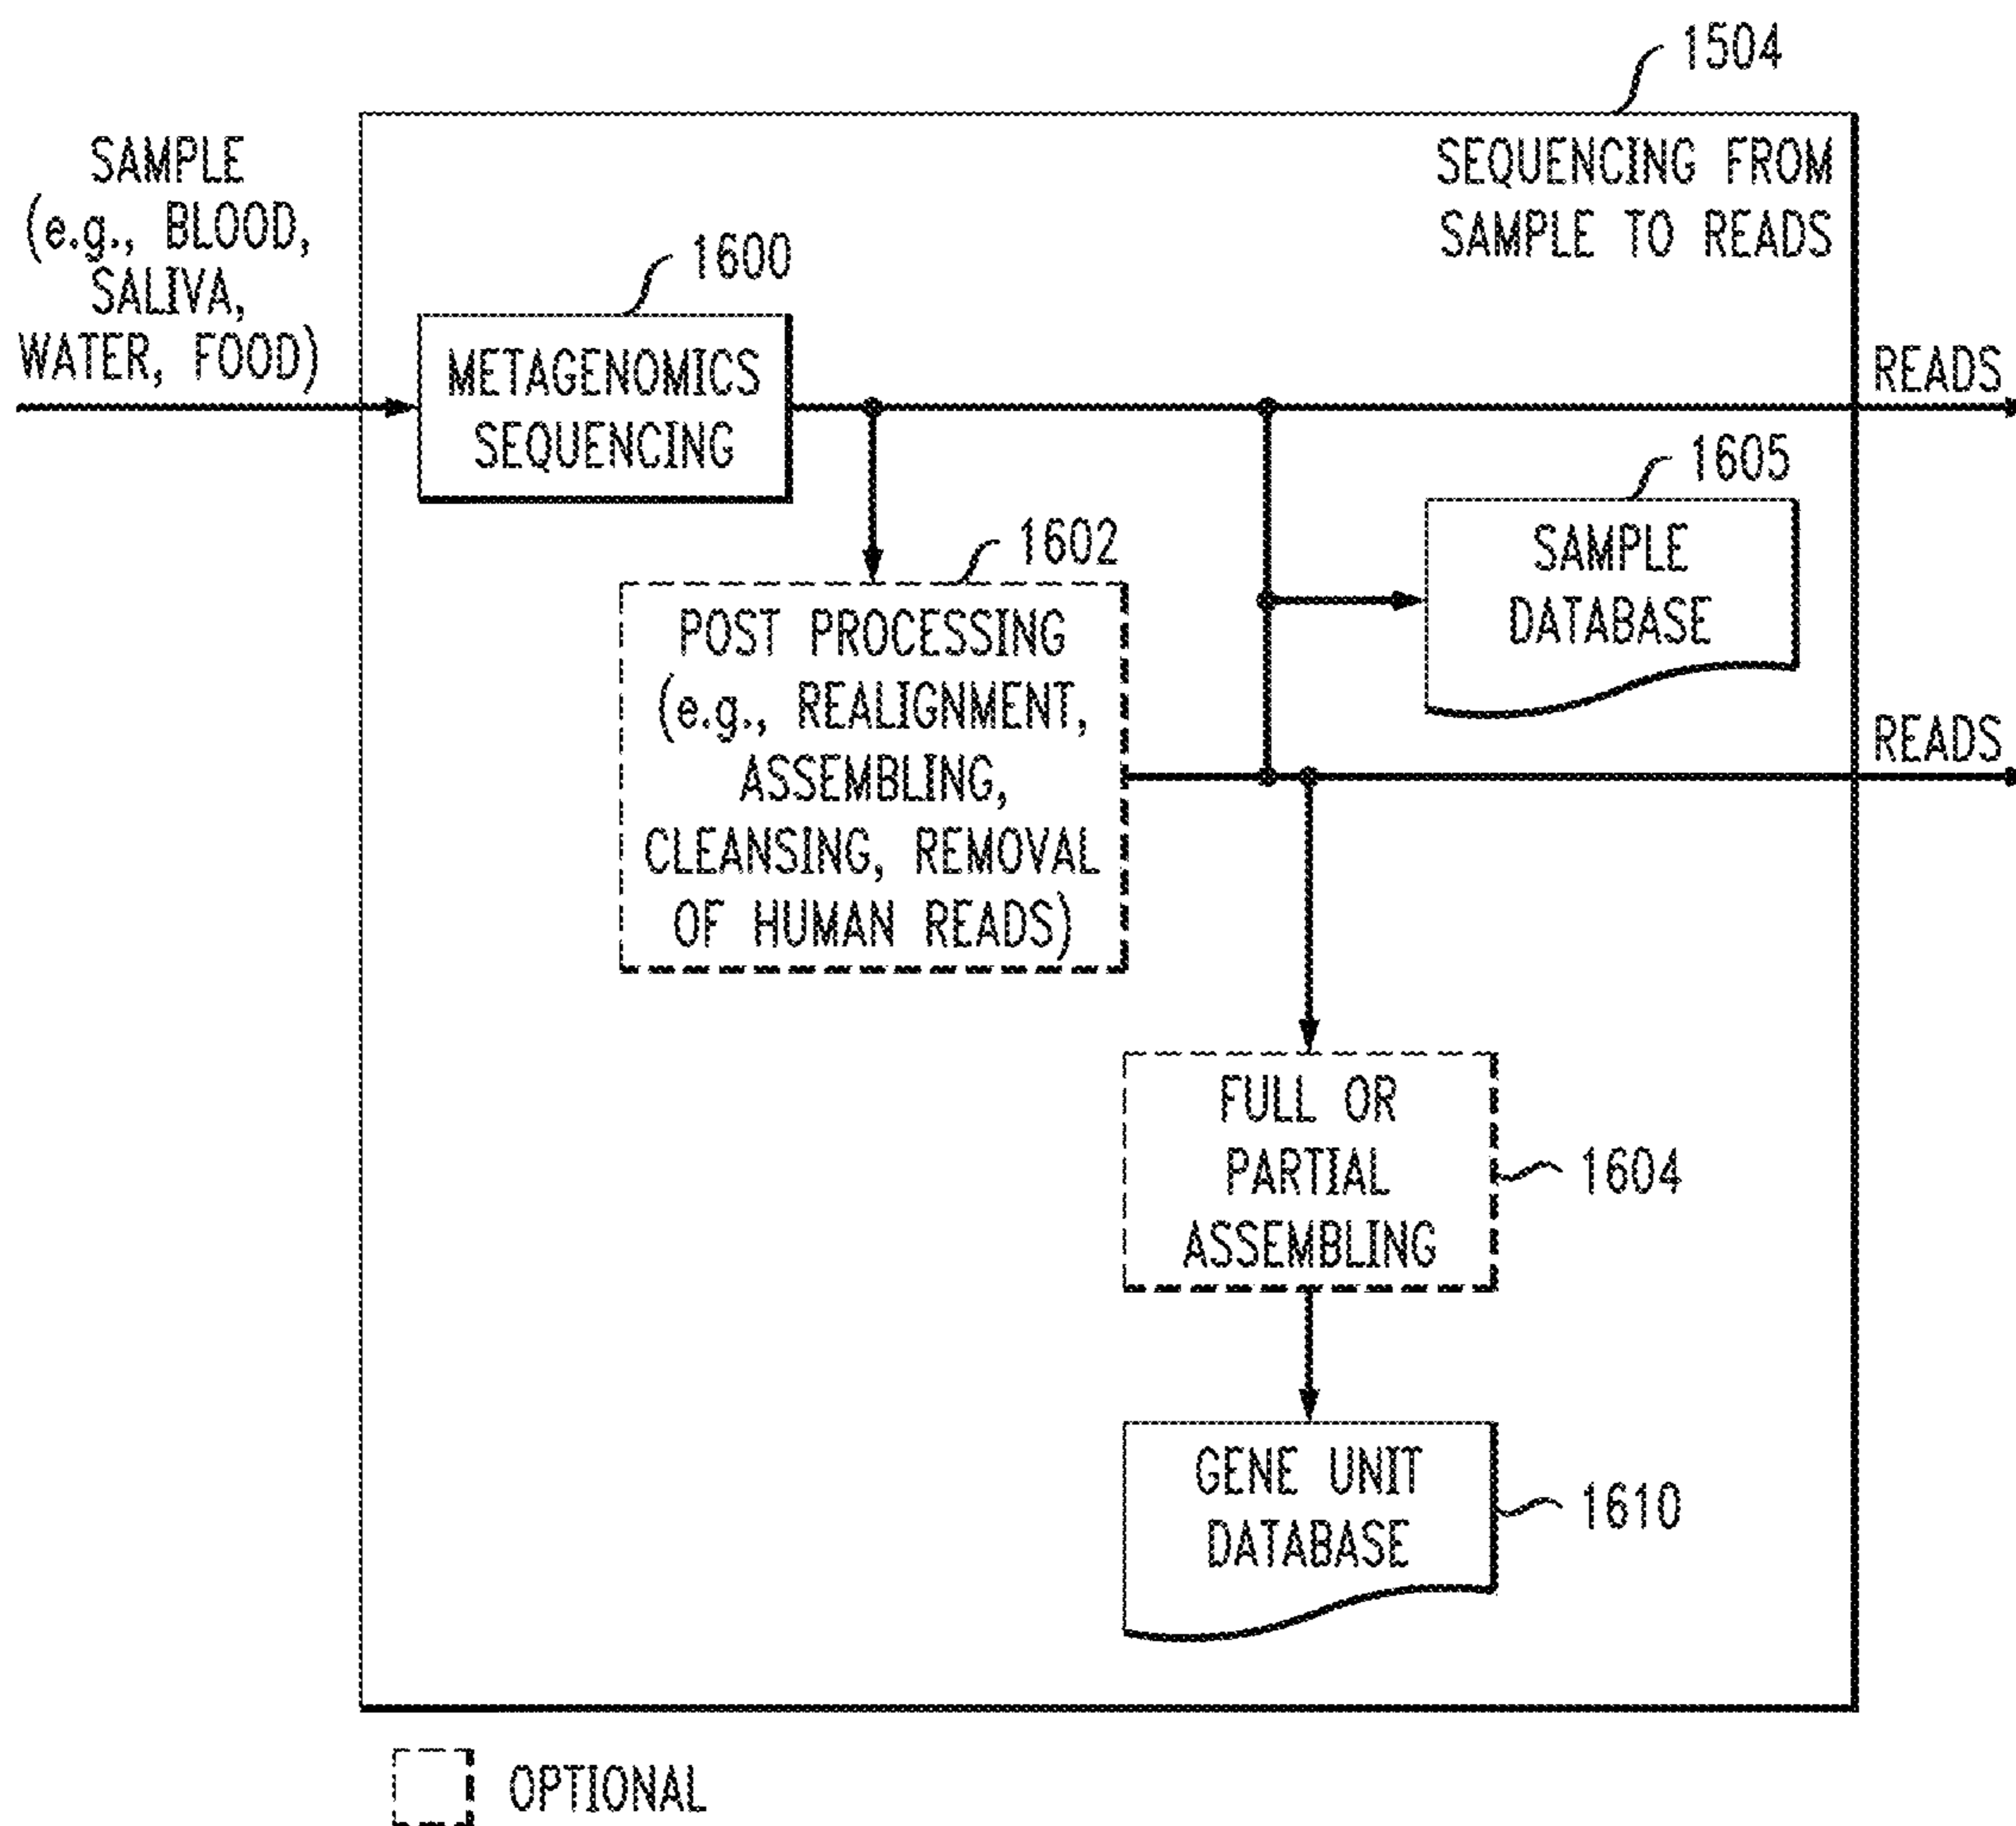 1504
SAMPLE
(e.g., BLOOD,
SALIVA,
WATER, FOOD)
SEQUENCING FROM
SAMPLE TO READS
1600
METAGENOMICS
SEQUENCING
READS
1605
SAMPLE
DATABASE
1602
POST PROCESSING
(e.g., REALIGNMENT,
ASSEMBLING,
CLEANSING, REMOVAL
OF HUMAN READS)
READS
FULL OR
PARTIAL
ASSEMBLING
1604
GENE UNIT
DATABASE
1610
OPTIONAL